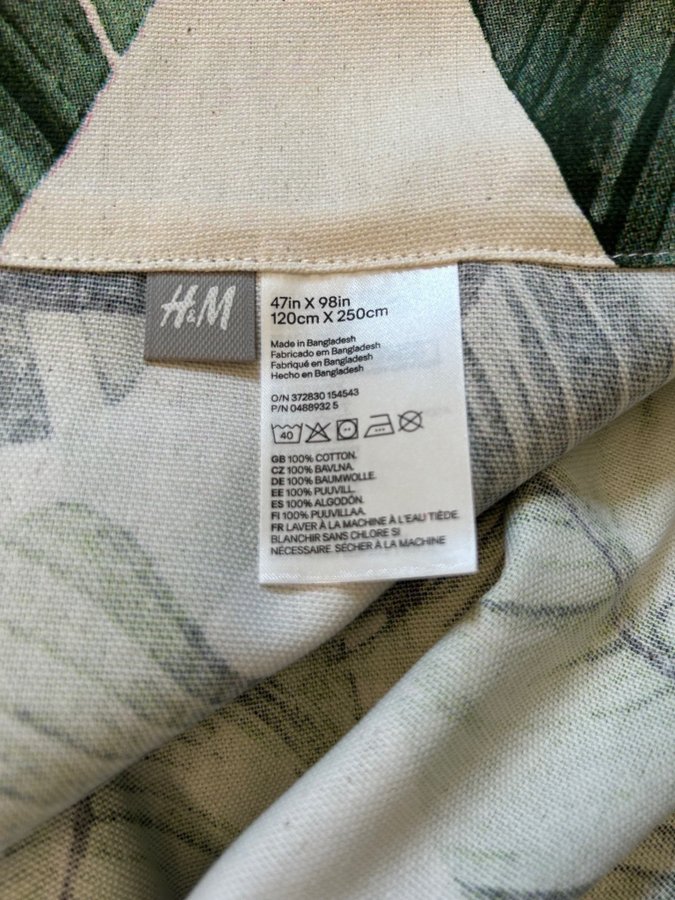 H&M
47in X 98in
120cm X 250cm
Made in Bangladesh
Fabricado em Bangladesh
Fabriqué en Bangladesh
Hecho en Bangladesh
O/N 372830 154543
P/N 0488932 5
40
GB 100% COTTON.
CZ 100% BAVLNA.
DE 100% BAUMWOLLE.
EE 100% PUUVILL.
ES 100% ALGODÓN.
FI 100% PUUVILLAA.
FR LAVER À LA MACHINE À L'EAU TIÈDE.
BLANCHIR SANS CHLORE SI
NÉCESSAIRE. SÉCHER À LA MACHINE